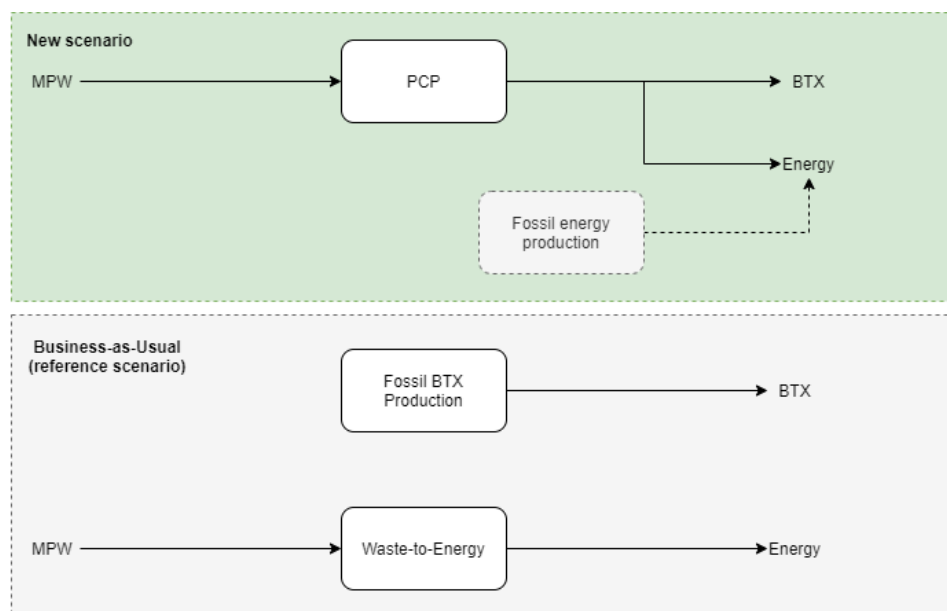 New scenario
MPW
PCP
BTX
Energy
Fossil energy
production
Business-as-Usual
(reference scenario)
Fossil BTX
Production
BTX
MPW
Waste-to-Energy
Energy